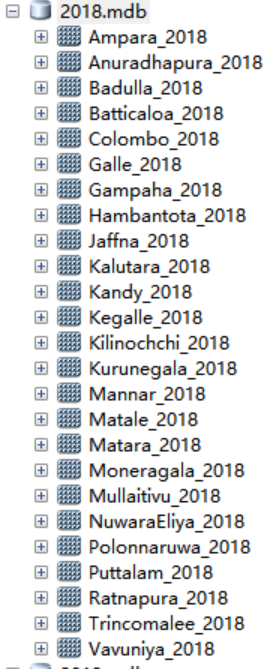 2018.mdb
Ampara_2018
Anuradhapura_2018
Badulla_2018
Batticaloa_2018
Colombo_2018
Galle_2018
Gampaha_2018
Hambantota_2018
Jaffna_2018
Kalutara_2018
Kandy_2018
Kegalle_2018
Kilinochchi_2018
Kurunegala_2018
Mannar_2018
Matale_2018
Matara_2018
Moneragala_2018
Mullaitivu_2018
NuwaraEliya_2018
Polonnaruwa_2018
Puttalam_2018
Ratnapura_2018
Trincomalee_2018
Vavuniya_2018